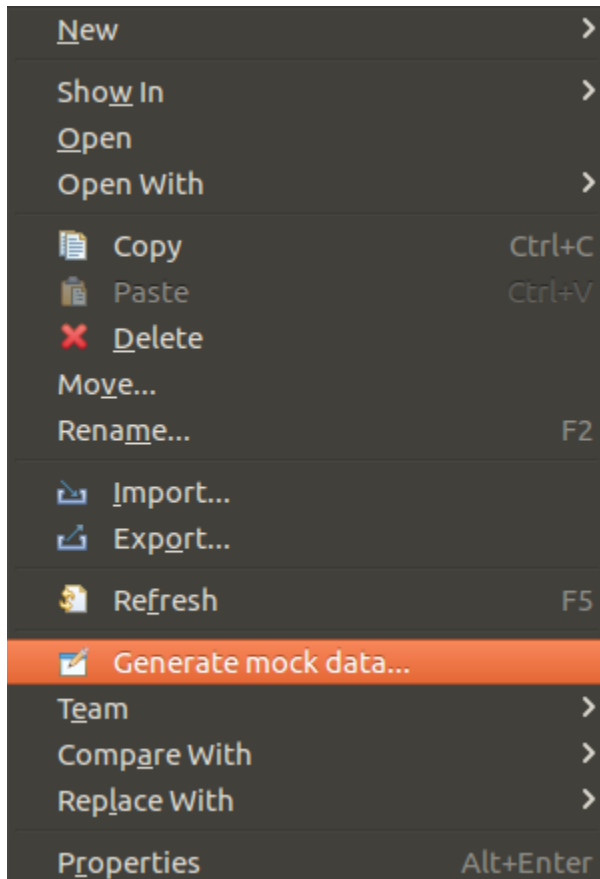 New
Show In
Open
Open With
Copy Ctrl+C
Paste Ctrl+V
Delete
Move...
Rename... F2
Import...
Export...
Refresh F5
Generate mock data...
Team
Compare With
Replace With
Properties Alt+Enter